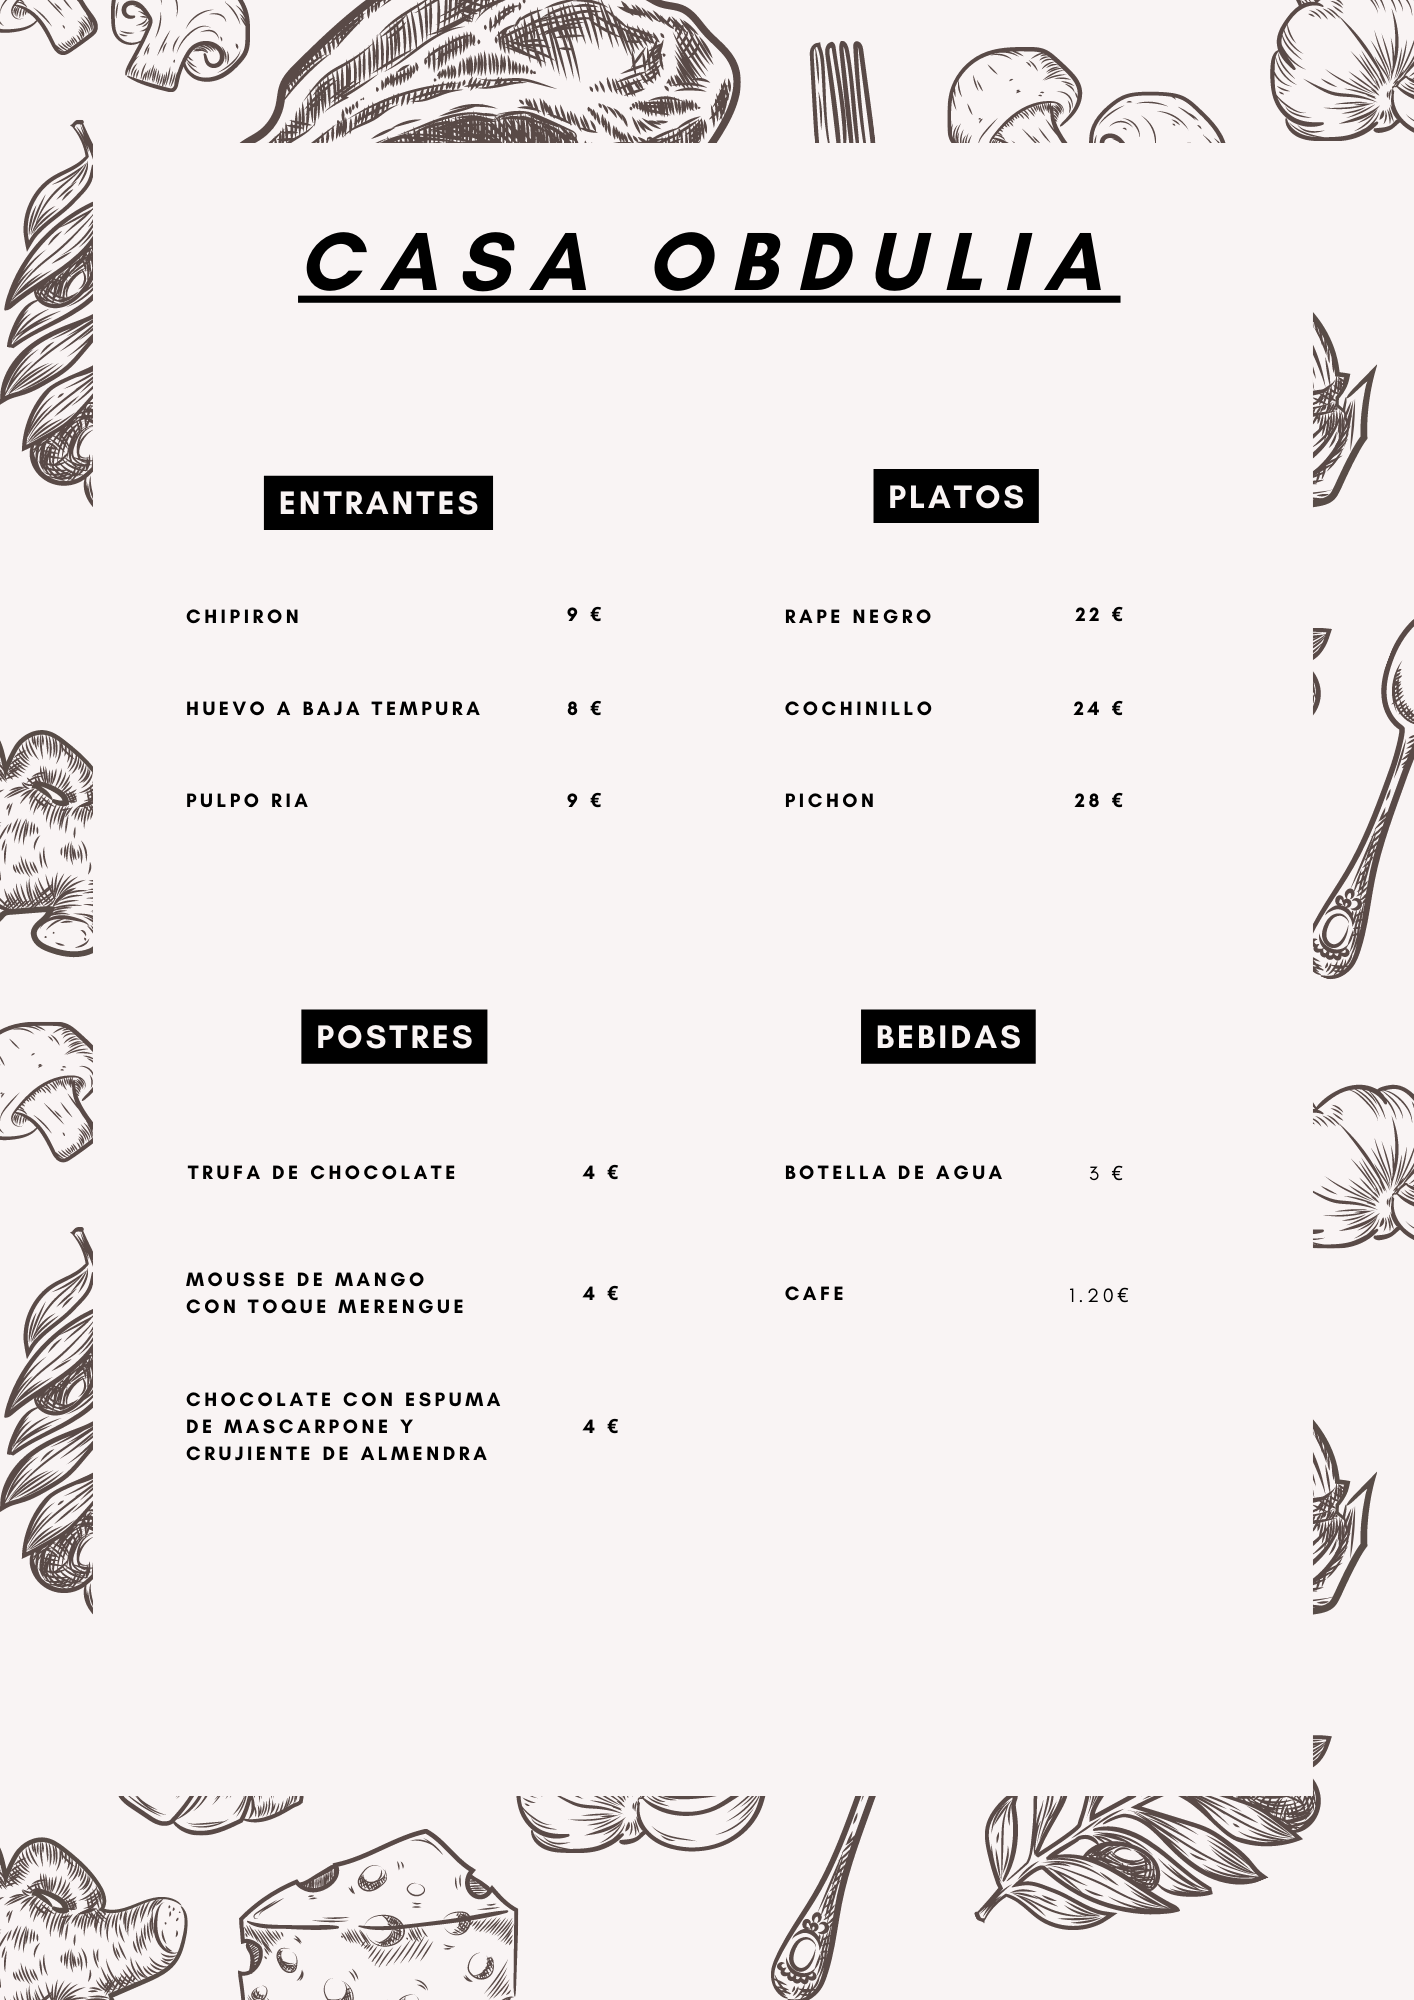 CASA OBDULIA
ENTRANTES
CHIPIRON 9 €
HUEVO A BAJA TEMPURA 8 €
PULPO RIA 9 €
PLATOS
RAPE NEGRO 22 €
COCHINILLO 24 €
PICHON 28 €
POSTRES
TRUFA DE CHOCOLATE 4 €
MOUSSE DE MANGO
CON TOQUE MERENGUE 4 €
CHOCOLATE CON ESPUMA
DE MASCARPONE Y 4 €
CRUJIENTE DE ALMENDRA
BEBIDAS
BOTELLA DE AGUA 3 €
CAFE 1.20€